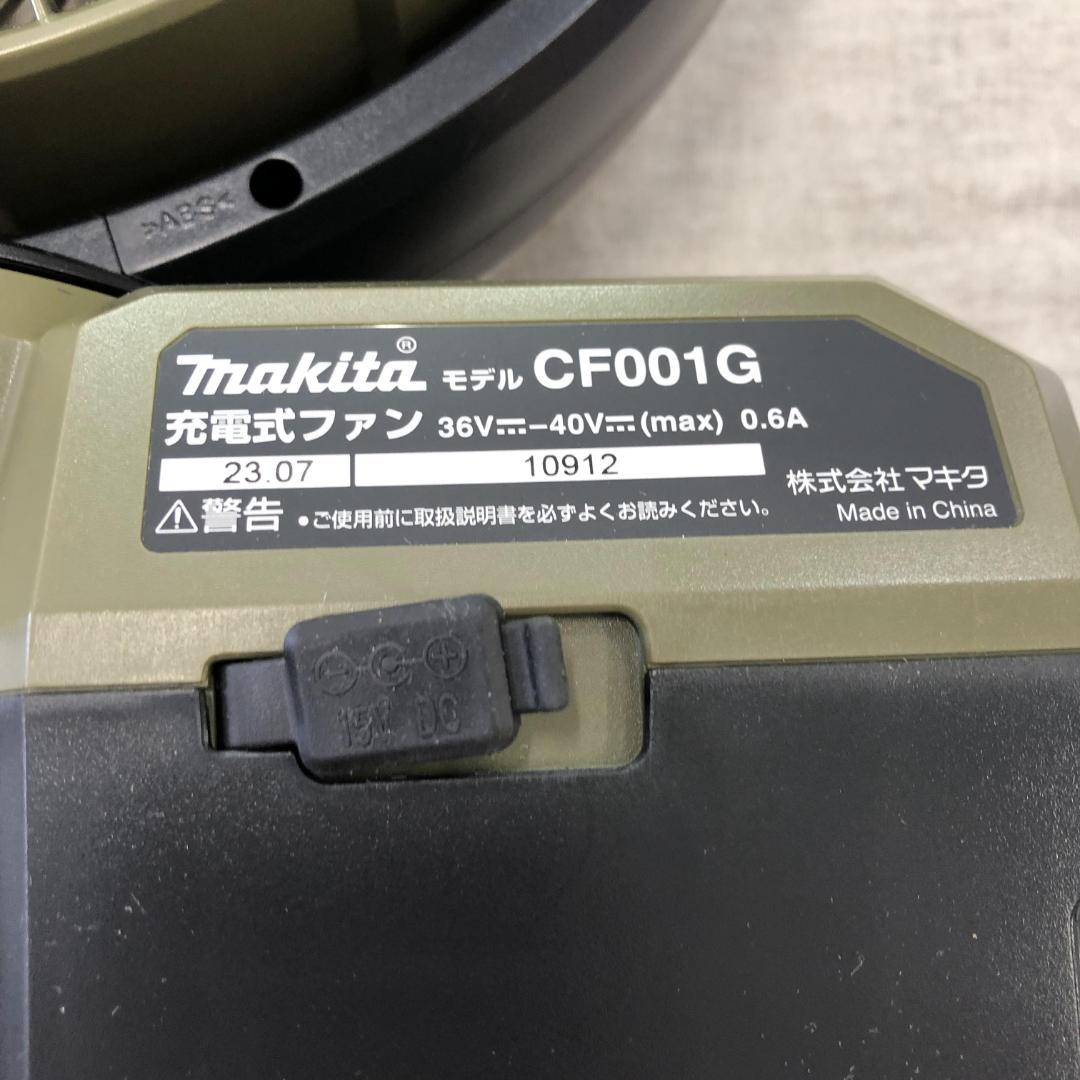 >ABS<
makita® モデル CF001G
充電式ファン 36V⎓–40V⎓(max) 0.6A
23.07 10912
株式会社マキタ
⚠警告 ●ご使用前に取扱説明書を必ずよくお読みください。
Made in China
15V DC